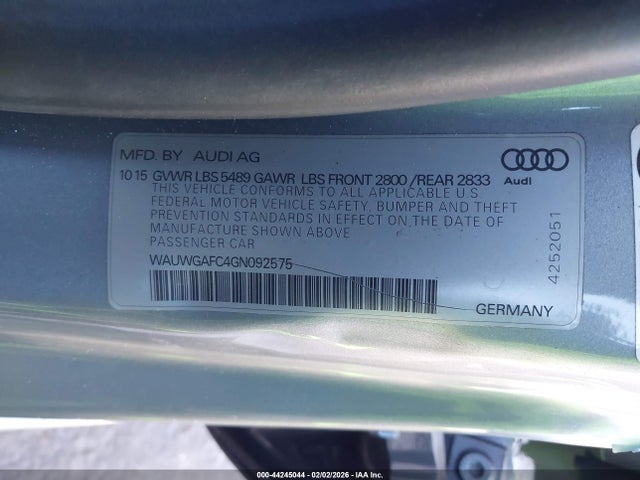 MFD. BY AUDI AG
10 15 GVWR LBS 5489 GAWR LBS FRONT 2800 /REAR 2833
THIS VEHICLE CONFORMS TO ALL APPLICABLE U.S
FEDERAL MOTOR VEHICLE SAFETY, BUMPER AND THEFT
PREVENTION STANDARDS IN EFFECT ON THE DATE OF
MANUFACTURE SHOWN ABOVE
PASSENGER CAR
WAUWGAFC4GN092575
GERMANY
Audi
4252051
000-44245044 | 02/02/2026 - IAA, Inc.